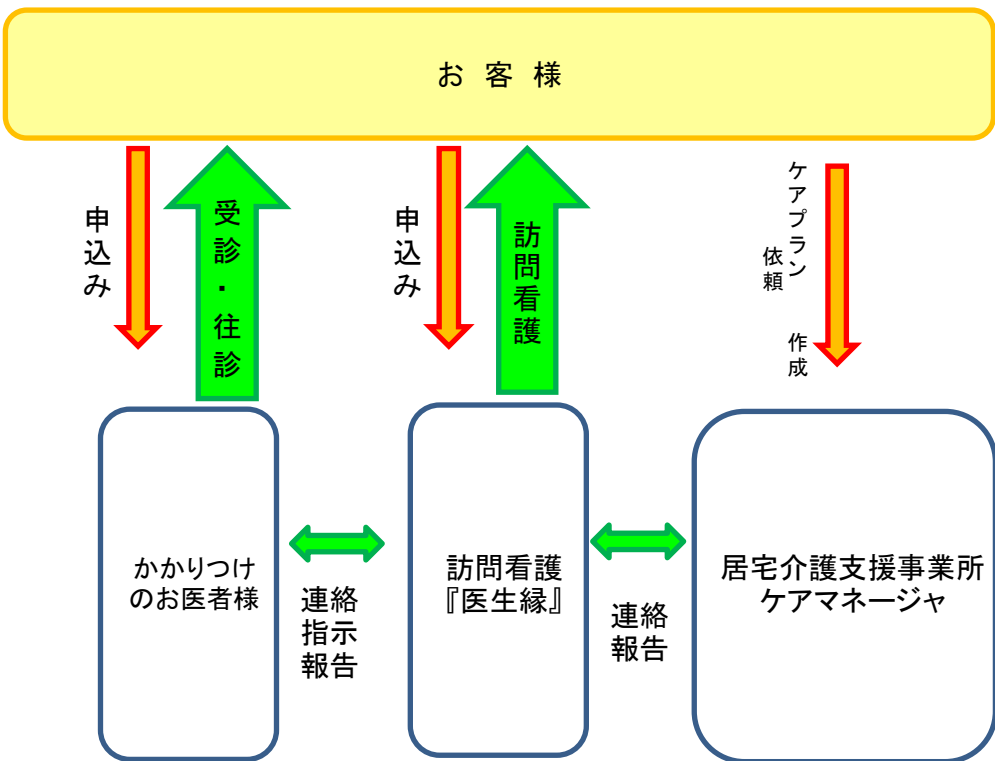 お客様
申込み
受診・往診
申込み
訪問看護
ケアプラン 作成
依頼
かかりつけ
のお医者様
連絡
指示
報告
訪問看護
『医生縁』
連絡
報告
居宅介護支援事業所
ケアマネージャ